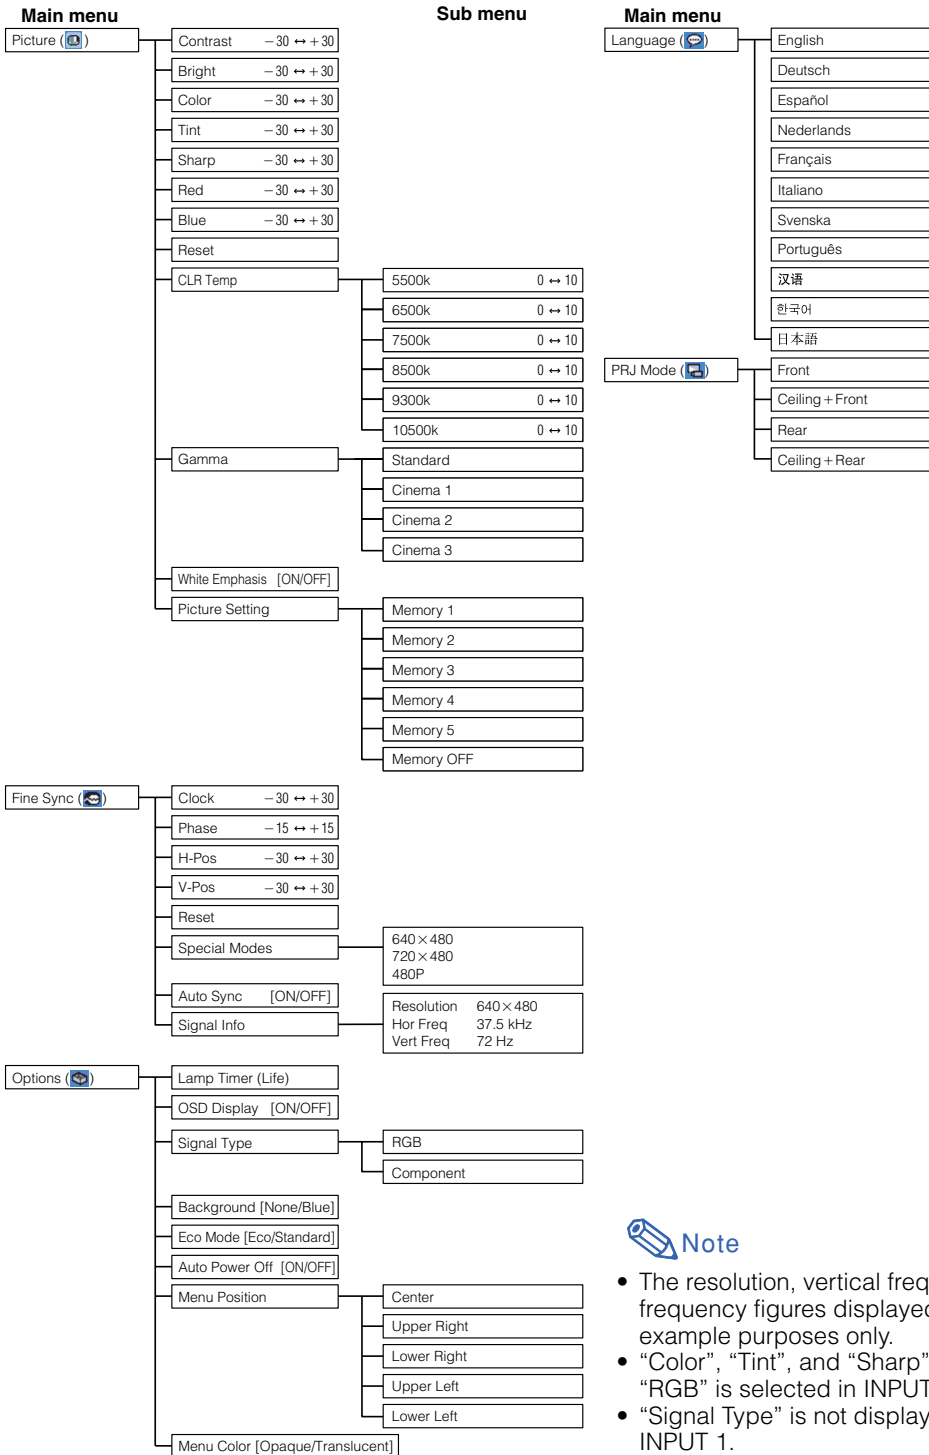 Main menu
Sub menu
Main menu
Picture ( )
Contrast −30 ↔ +30
Bright −30 ↔ +30
Color −30 ↔ +30
Tint −30 ↔ +30
Sharp −30 ↔ +30
Red −30 ↔ +30
Blue −30 ↔ +30
Reset
CLR Temp
5500k 0 ↔ 10
6500k 0 ↔ 10
7500k 0 ↔ 10
8500k 0 ↔ 10
9300k 0 ↔ 10
10500k 0 ↔ 10
Gamma
Standard
Cinema 1
Cinema 2
Cinema 3
White Emphasis [ON/OFF]
Picture Setting
Memory 1
Memory 2
Memory 3
Memory 4
Memory 5
Memory OFF
Fine Sync ( )
Clock −30 ↔ +30
Phase −15 ↔ +15
H-Pos −30 ↔ +30
V-Pos −30 ↔ +30
Reset
Special Modes
640×480
720×480
480P
Auto Sync [ON/OFF]
Signal Info
Resolution 640×480
Hor Freq 37.5 kHz
Vert Freq 72 Hz
Options ( )
Lamp Timer (Life)
OSD Display [ON/OFF]
Signal Type
RGB
Component
Background [None/Blue]
Eco Mode [Eco/Standard]
Auto Power Off [ON/OFF]
Menu Position
Center
Upper Right
Lower Right
Upper Left
Lower Left
Menu Color [Opaque/Translucent]
Language ( )
English
Deutsch
Español
Nederlands
Français
Italiano
Svenska
Português
汉语
한국어
日本語
PRJ Mode ( )
Front
Ceiling+Front
Rear
Ceiling+Rear
Note
• The resolution, vertical freq
frequency figures displayed
example purposes only.
• “Color”, “Tint”, and “Sharp”
“RGB” is selected in INPUT
• “Signal Type” is not display
INPUT 1.